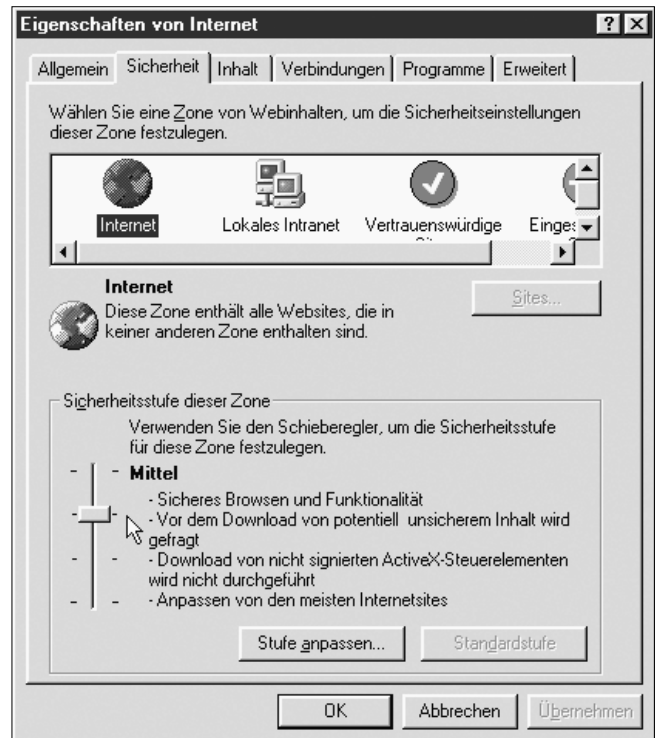 Eigenschaften von Internet
Allgemein Sicherheit Inhalt Verbindungen Programme Erweitert
Wählen Sie eine Zone von Webinhalten, um die Sicherheitseinstellungen
dieser Zone festzulegen.
Internet Lokales Intranet Vertrauenswürdige
Internet
Diese Zone enthält alle Websites, die in
keiner anderen Zone enthalten sind.
Sites...
Sicherheitsstufe dieser Zone
Verwenden Sie den Schieberegler, um die Sicherheitsstufe
für diese Zone festzulegen.
Mittel
- Sicheres Browsen und Funktionalität
- Vor dem Download von potentiell unsicherem Inhalt wird
gefragt
- Download von nicht signierten ActiveX-Steuerelementen
wird nicht durchgeführt
- Anpassen von den meisten Internetsites
Stufe anpassen... Standardstufe
OK Abbrechen Übernehmen